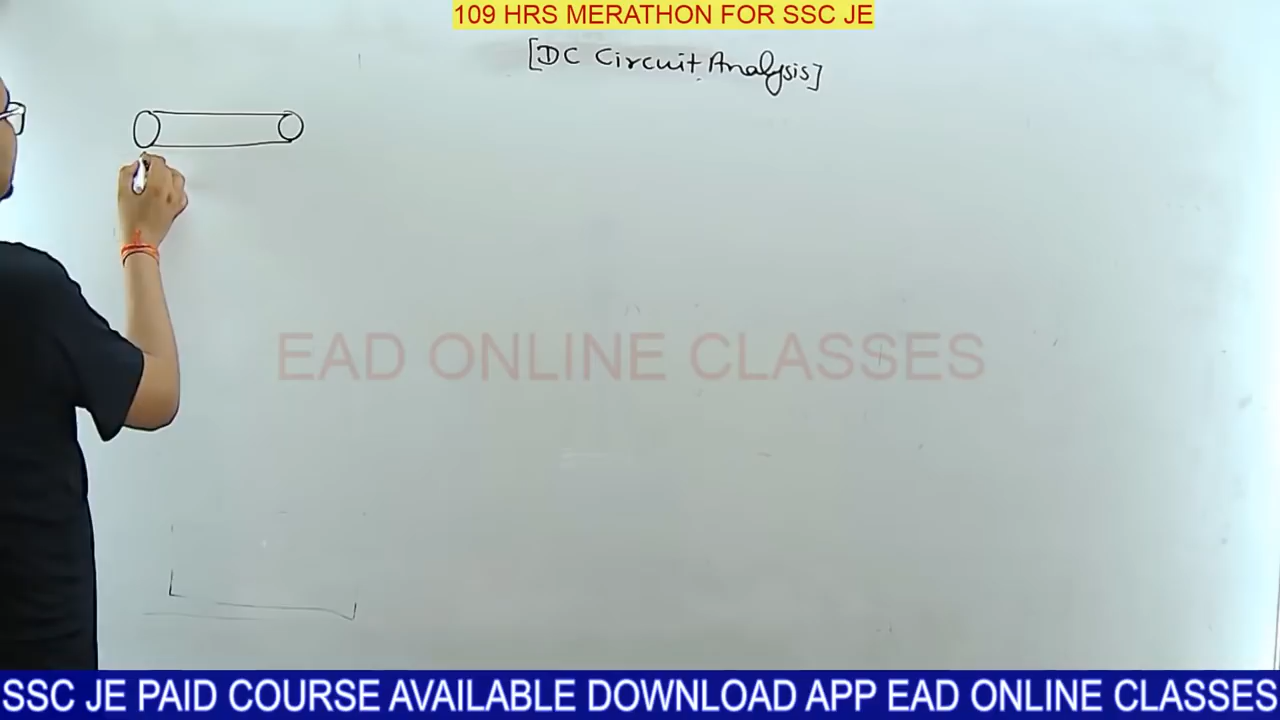 109 HRS MERATHON FOR SSC JE
[DC Circuit Analysis]
EAD ONLINE CLASSES
SSC JE PAID COURSE AVAILABLE DOWNLOAD APP EAD ONLINE CLASSES